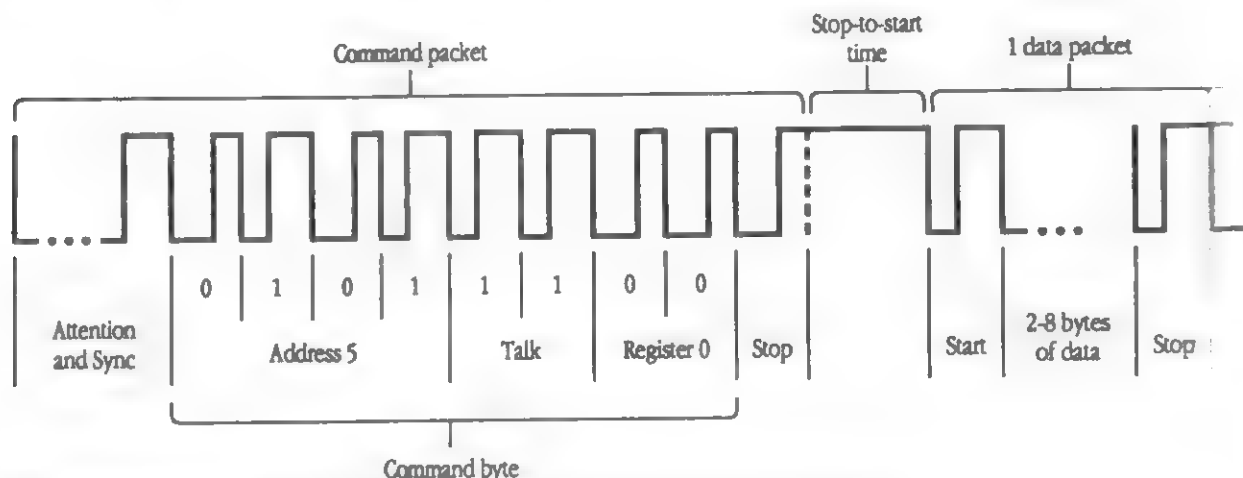 Command packet
Stop-to-start
time
1 data packet
0 1 0 1 1 1 0 0
Attention
and Sync
Address 5
Talk
Register 0
Stop
Start
2-8 bytes
of data
Stop
Command byte